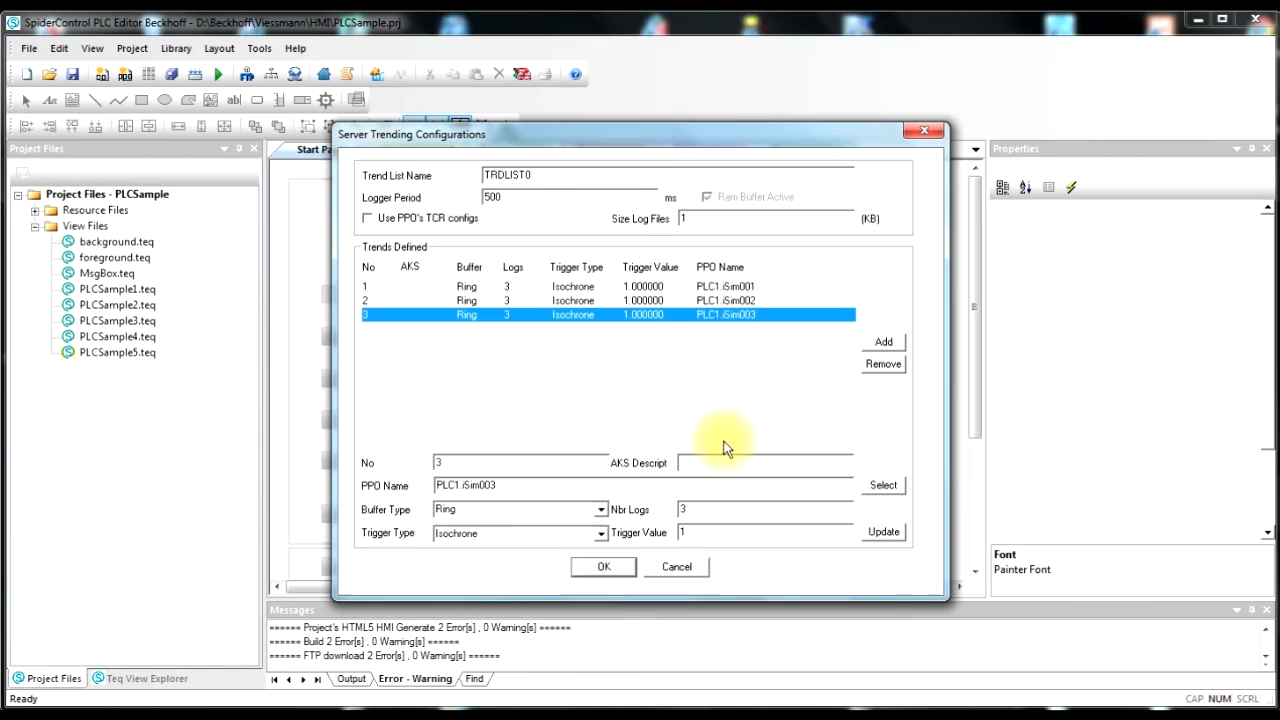 SpiderControl PLC Editor Beckhoff - D:\Beckhoff\Viessmann\HMI\PLCSample.prj
File Edit View Project Library Layout Tools Help
Project Files
Project Files - PLCSample
Resource Files
View Files
background.teq
foreground.teq
MsgBox.teq
PLCSample1.teq
PLCSample2.teq
PLCSample3.teq
PLCSample4.teq
PLCSample5.teq
Project Files Teq View Explorer
Start Pa
Server Trending Configurations
Trend List Name TRDLIST0
Logger Period 500 ms Ram Buffer Active
Use PPO's TCR configs Size Log Files 1 (KB)
Trends Defined
No AKS Buffer Logs Trigger Type Trigger Value PPO Name
1 Ring 3 Isochrone 1.000000 PLC1.iSim001
2 Ring 3 Isochrone 1.000000 PLC1.iSim002
3 Ring 3 Isochrone 1.000000 PLC1.iSim003
Add
Remove
No 3 AKS Descript
PPO Name PLC1.iSim003 Select
Buffer Type Ring Nbr Logs 3
Trigger Type Isochrone Trigger Value 1 Update
OK Cancel
Properties
Font
Painter Font
Messages
====== Project's HTML5 HMI Generate 2 Error[s] , 0 Warning[s] ======
====== Build 2 Error[s] , 0 Warning[s] ======
====== FTP download 2 Error[s] , 0 Warning[s] ======
Output Error - Warning Find
Ready CAP NUM SCRL